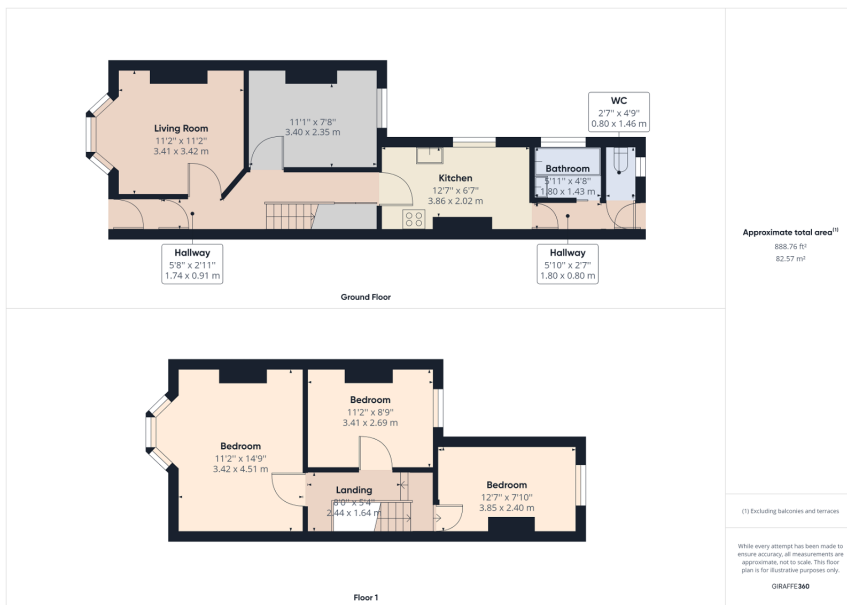 WC
2'7" x 4'9"
0.80 x 1.46 m
Living Room
11'2" x 11'2"
3.41 x 3.42 m
11'1" x 7'8"
3.40 x 2.35 m
Kitchen
12'7" x 6'7"
3.86 x 2.02 m
Bathroom
5'11" x 4'8"
1.80 x 1.43 m
Hallway
5'8" x 2'11"
1.74 x 0.91 m
Hallway
5'10" x 2'7"
1.80 x 0.80 m
Ground Floor
Bedroom
11'2" x 14'9"
3.42 x 4.51 m
Bedroom
11'2" x 8'9"
3.41 x 2.69 m
Landing
8'0" x 5'4"
2.44 x 1.64 m
Bedroom
12'7" x 7'10"
3.85 x 2.40 m
Floor 1
Approximate total area(1)
888.76 ft²
82.57 m²
(1) Excluding balconies and terraces
While every attempt has been made to
ensure accuracy, all measurements are
approximate, not to scale. This floor
plan is for illustrative purposes only.
GIRAFFE360